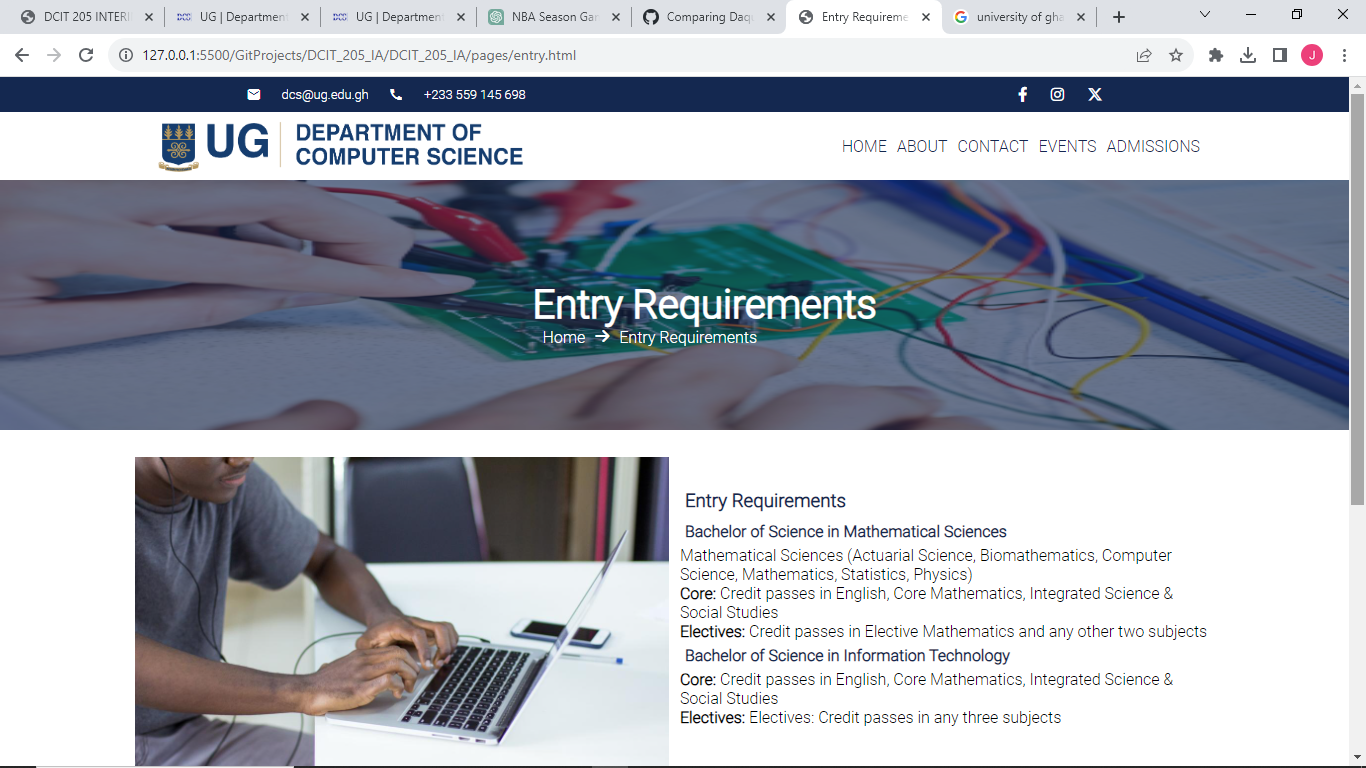 DCIT 205 INTERI
UG | Department
UG | Department
NBA Season Gar
Comparing Daqu
Entry Requireme
university of gha
127.0.0.1:5500/GitProjects/DCIT_205_IA/DCIT_205_IA/pages/entry.html
J
dcs@ug.edu.gh +233 559 145 698
UG DEPARTMENT OF
COMPUTER SCIENCE
HOME ABOUT CONTACT EVENTS ADMISSIONS
Entry Requirements
Home → Entry Requirements
Entry Requirements
Bachelor of Science in Mathematical Sciences
Mathematical Sciences (Actuarial Science, Biomathematics, Computer
Science, Mathematics, Statistics, Physics)
Core: Credit passes in English, Core Mathematics, Integrated Science &
Social Studies
Electives: Credit passes in Elective Mathematics and any other two subjects
Bachelor of Science in Information Technology
Core: Credit passes in English, Core Mathematics, Integrated Science &
Social Studies
Electives: Electives: Credit passes in any three subjects